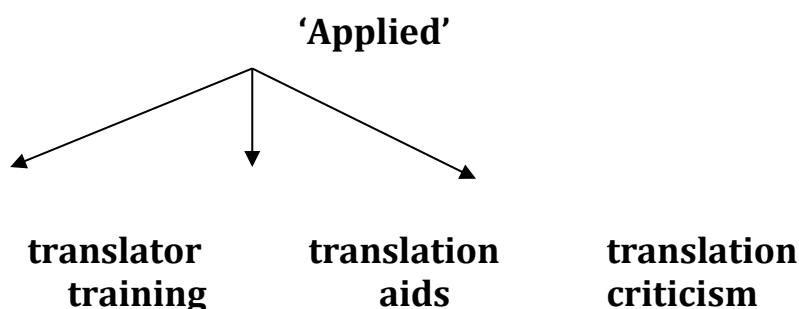 ‘Applied’
translator translation translation
training aids criticism